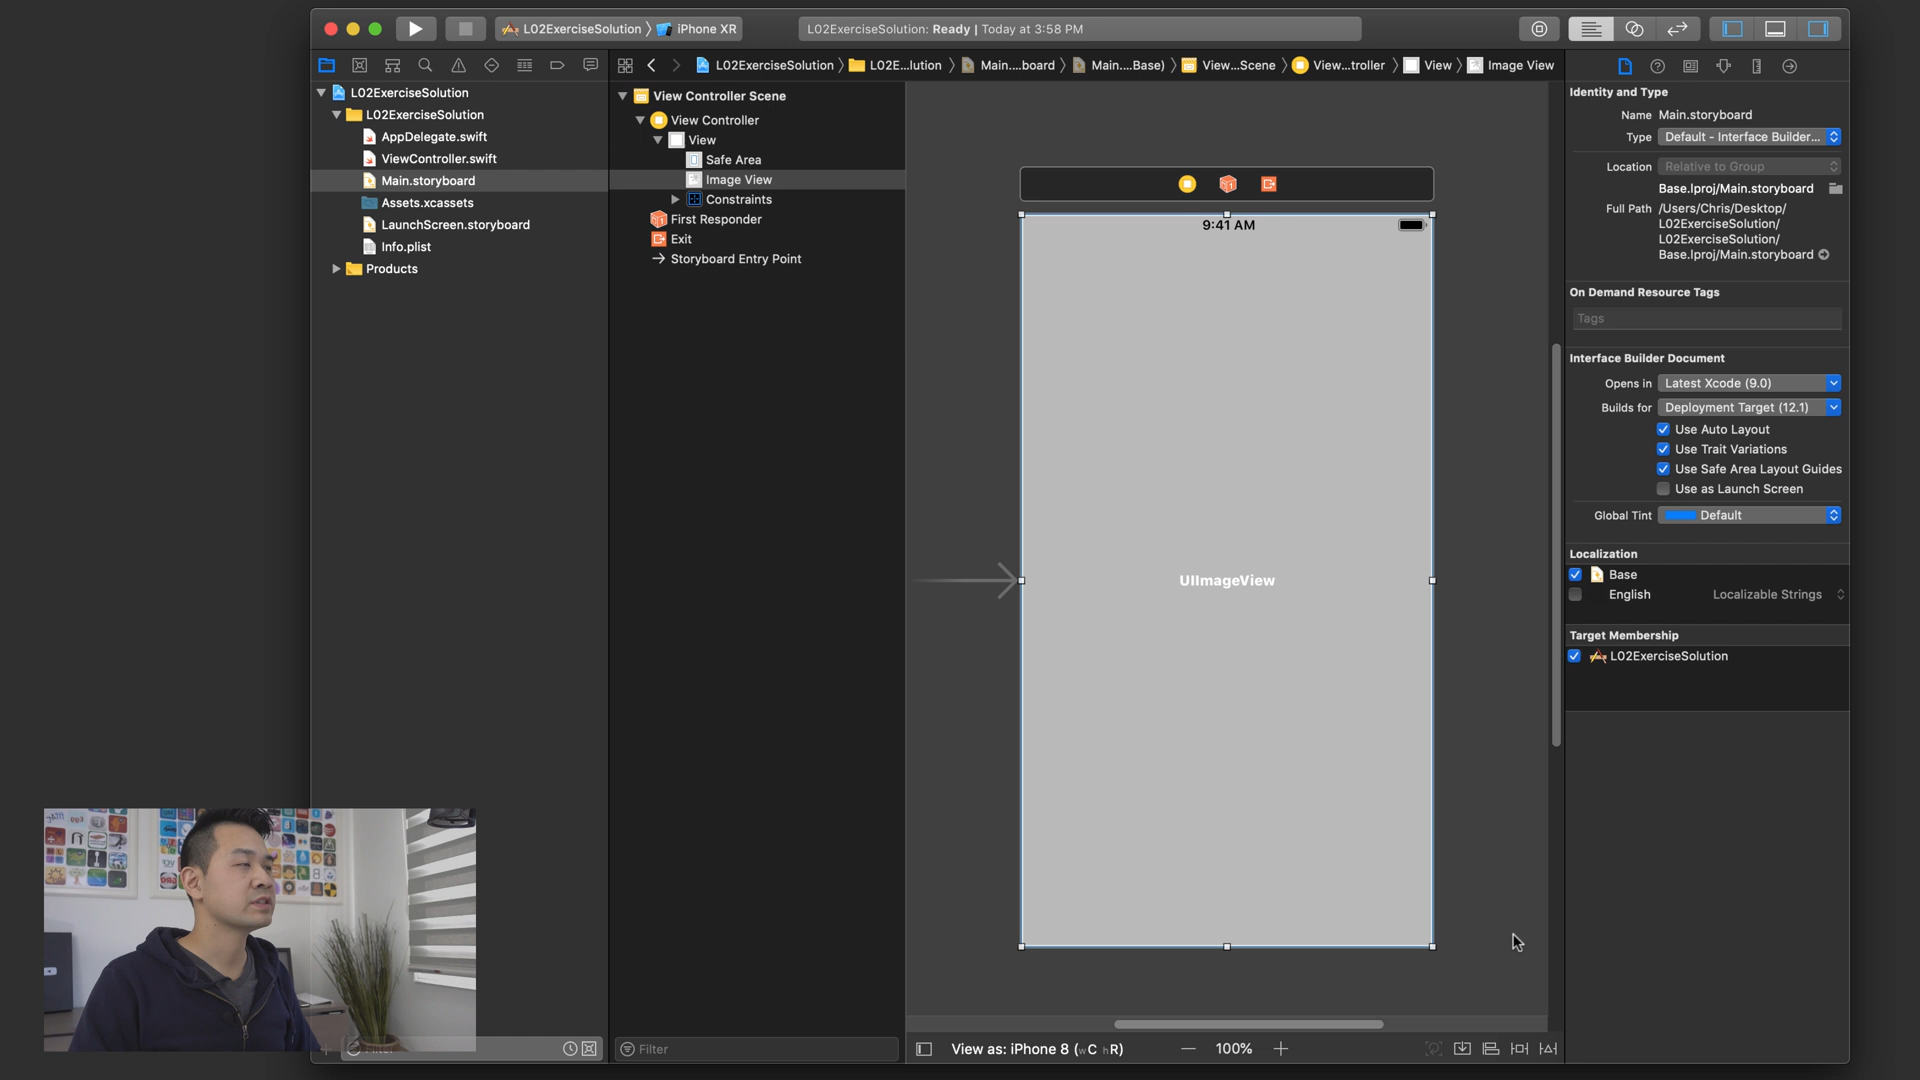 L02ExerciseSolution
iPhone XR
L02ExerciseSolution: Ready | Today at 3:58 PM
L02ExerciseSolution
L02E...lution
Main....board
Main....Base)
View...Scene
View...troller
View
Image View
L02ExerciseSolution
L02ExerciseSolution
AppDelegate.swift
ViewController.swift
Main.storyboard
Assets.xcassets
LaunchScreen.storyboard
Info.plist
Products
View Controller Scene
View Controller
View
Safe Area
Image View
Constraints
First Responder
Exit
Storyboard Entry Point
9:41 AM
UIImageView
Identity and Type
Name Main.storyboard
Type Default - Interface Builder...
Location Relative to Group
Base.lproj/Main.storyboard
Full Path /Users/Chris/Desktop/
L02ExerciseSolution/
L02ExerciseSolution/
Base.lproj/Main.storyboard
On Demand Resource Tags
Tags
Interface Builder Document
Opens in Latest Xcode (9.0)
Builds for Deployment Target (12.1)
Use Auto Layout
Use Trait Variations
Use Safe Area Layout Guides
Use as Launch Screen
Global Tint Default
Localization
Base
English Localizable Strings
Target Membership
L02ExerciseSolution
Filter
Filter
View as: iPhone 8 (wC hR)
100%